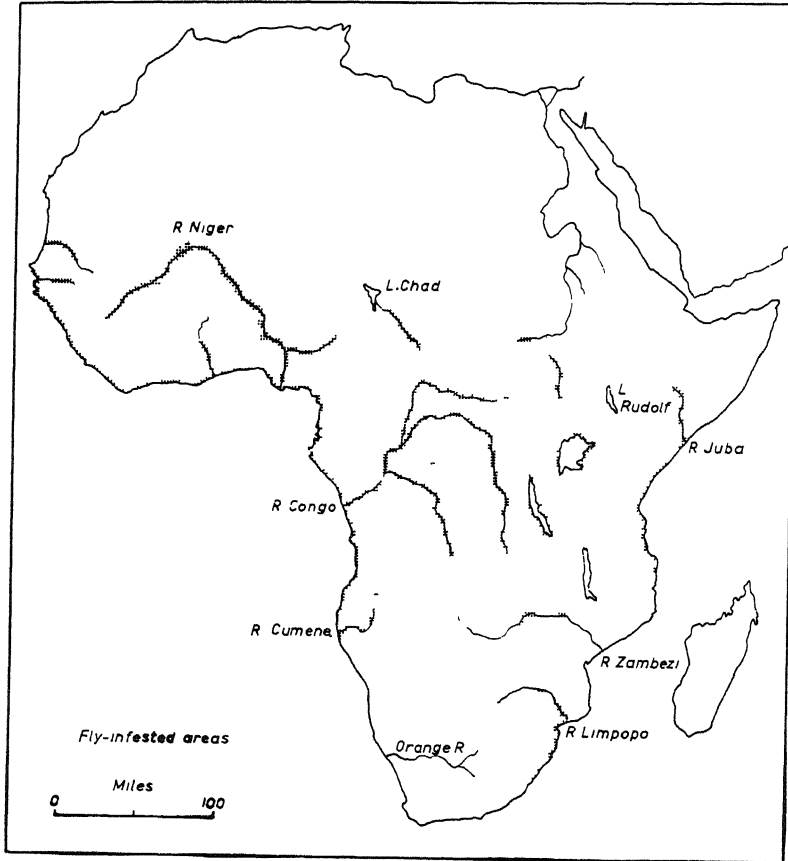 R Niger
L. Chad
L
Rudolf
R Juba
R Congo
R Cumene
R Zambezi
Fly-infested areas
Orange R
R Limpopo
Miles
0 100